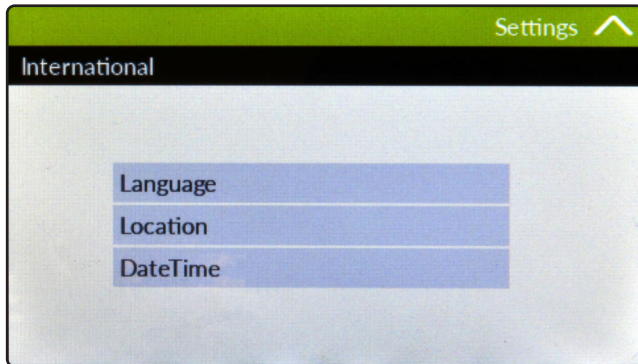 Settings
International
Language
Location
DateTime